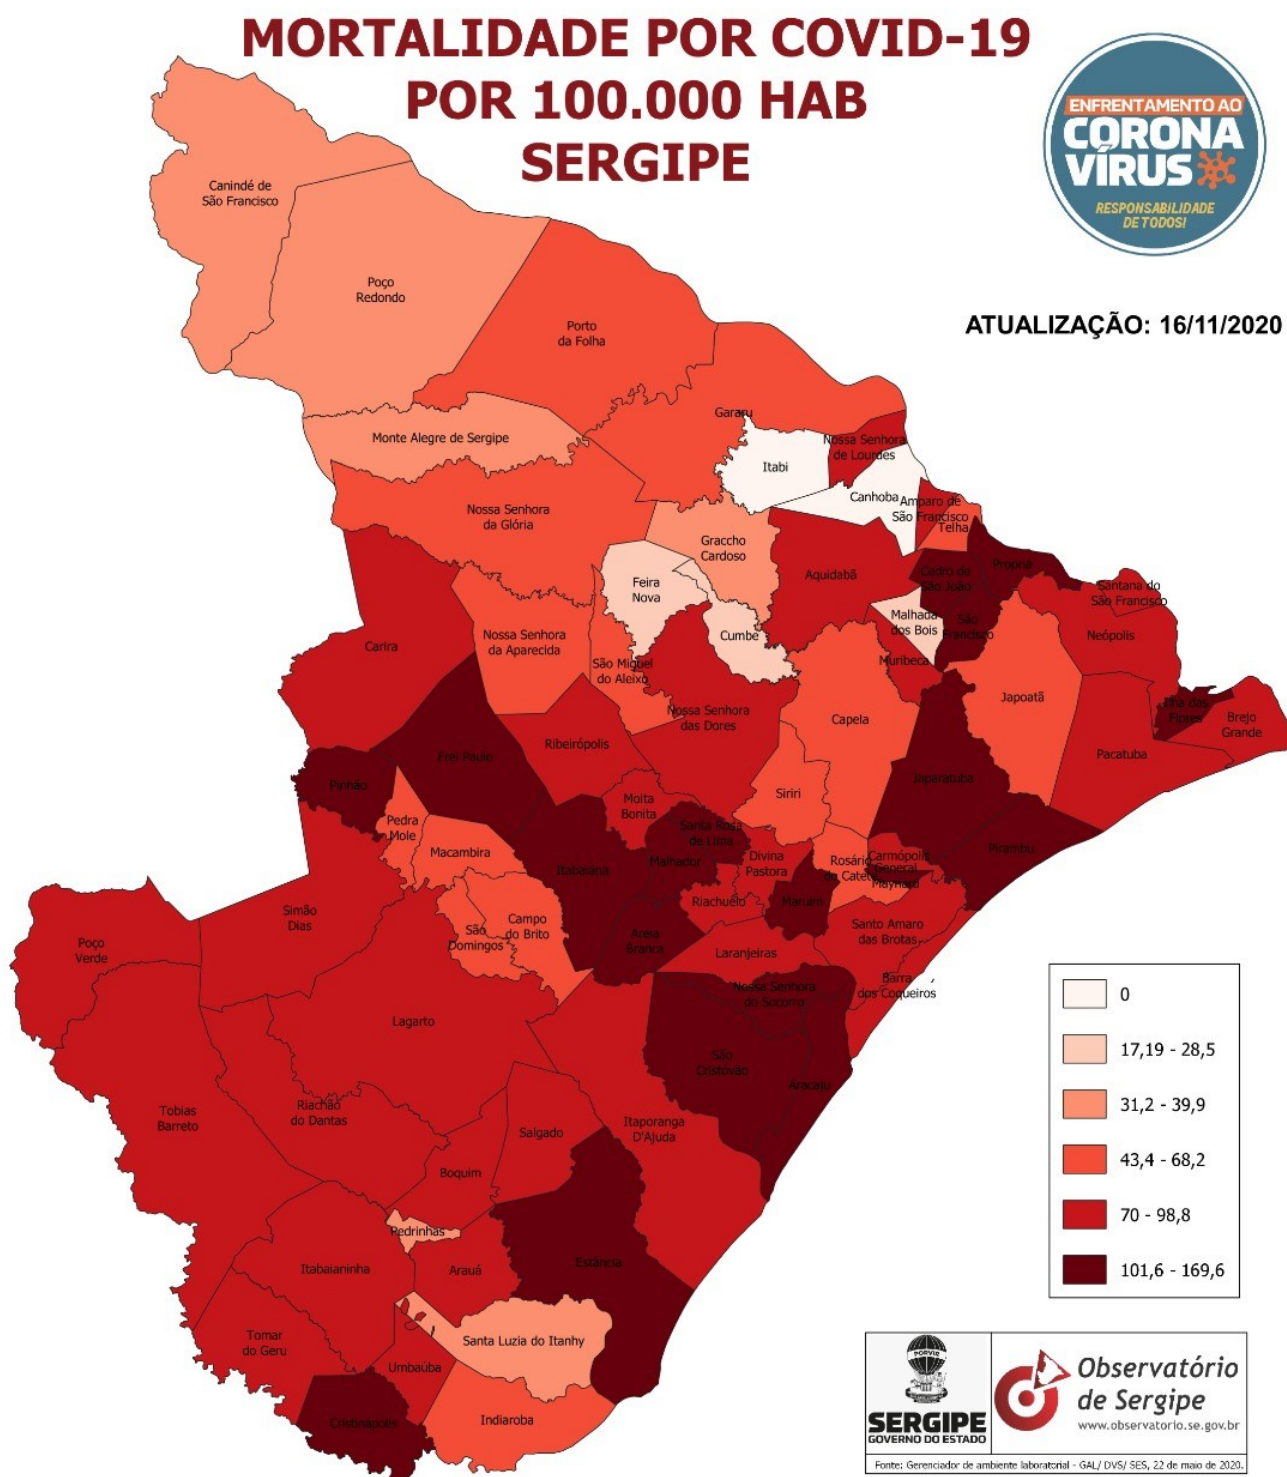 MORTALIDADE POR COVID-19
POR 100.000 HAB
SERGIPE
ENFRENTAMENTO AO
CORONA
VÍRUS
RESPONSABILIDADE
DE TODOS!
ATUALIZAÇÃO: 16/11/2020
Canindé de
São Francisco
Poço
Redondo
Porto
da Folha
Monte Alegre de Sergipe
Gararu
Nossa Senhora
de Lourdes
Itabi
Canhoba
Amparo de
São Francisco
Telha
Nossa Senhora
da Glória
Graccho
Cardoso
Feira
Nova
Aquidabã
Cedro de
São João
Propriá
Santana do
São Francisco
Neópolis
Malhada
dos Bois
São
Francisco
Cumbe
Carira
Nossa Senhora
da Aparecida
São Miguel
do Aleixo
Muribeca
Japoatã
Ilha das
Flores
Brejo
Grande
Pacatuba
Nossa Senhora
das Dores
Capela
Ribeirópolis
Frei Paulo
Pinhão
Japaratuba
Siriri
Moita
Bonita
Pedra
Mole
Macambira
Santa Rosa
de Lima
Malhador
Divina
Pastora
Rosário
do Catete
Carmópolis
General
Maynard
Pirambu
Itabaiana
Riachuelo
Maruim
Simão
Dias
São
Domingos
Campo
do Brito
Areia
Branca
Santo Amaro
das Brotas
Poço
Verde
Laranjeiras
Barra
dos Coqueiros
Nossa Senhora
do Socorro
Lagarto
São
Cristóvão
Aracaju
Tobias
Barreto
Riachão
do Dantas
Salgado
Itaporanga
D'Ajuda
Boquim
Pedrinhas
Itabaianinha
Arauá
Estância
Tomar
do Geru
Umbaúba
Santa Luzia do Itanhy
Cristinápolis
Indiaroba
0
17,19 - 28,5
31,2 - 39,9
43,4 - 68,2
70 - 98,8
101,6 - 169,6
PORVIR
SERGIPE
GOVERNO DO ESTADO
Observatório
de Sergipe
www.observatorio.se.gov.br
Fonte: Gerenciador de ambiente laboratorial - GAL/ DVS/ SES, 22 de maio de 2020.